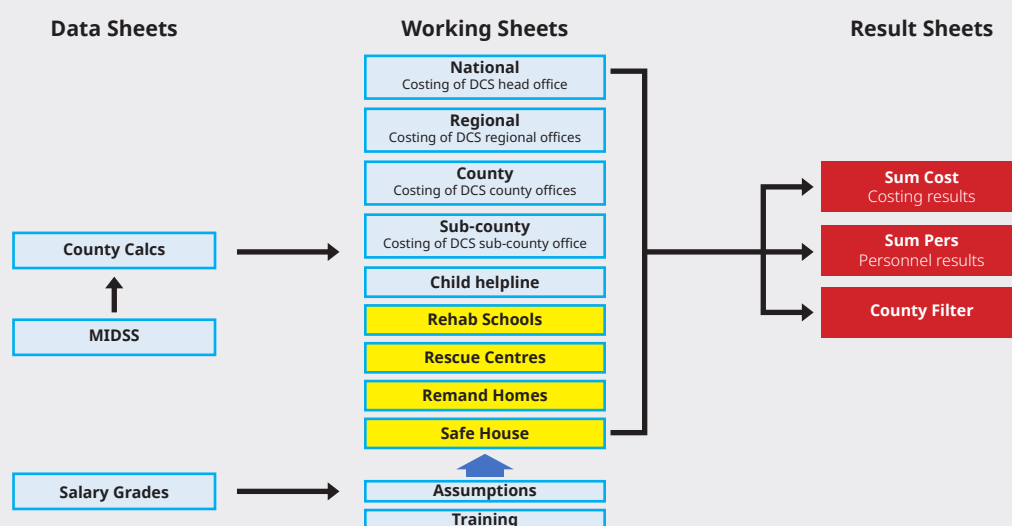 Data Sheets
Working Sheets
Result Sheets
National
Costing of DCS head office
Regional
Costing of DCS regional offices
County
Costing of DCS county offices
Sub-county
Costing of DCS sub-county office
Child helpline
Rehab Schools
Rescue Centres
Remand Homes
Safe House
Assumptions
Training
County Calcs
MIDSS
Salary Grades
Sum Cost
Costing results
Sum Pers
Personnel results
County Filter